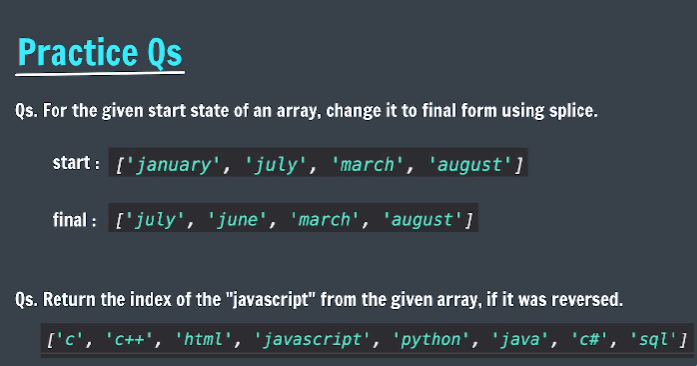 Practice Qs
Qs. For the given start state of an array, change it to final form using splice.
start : ['january', 'july', 'march', 'august']
final : ['july', 'june', 'march', 'august']
Qs. Return the index of the "javascript" from the given array, if it was reversed.
['c', 'c++', 'html', 'javascript', 'python', 'java', 'c#', 'sql']